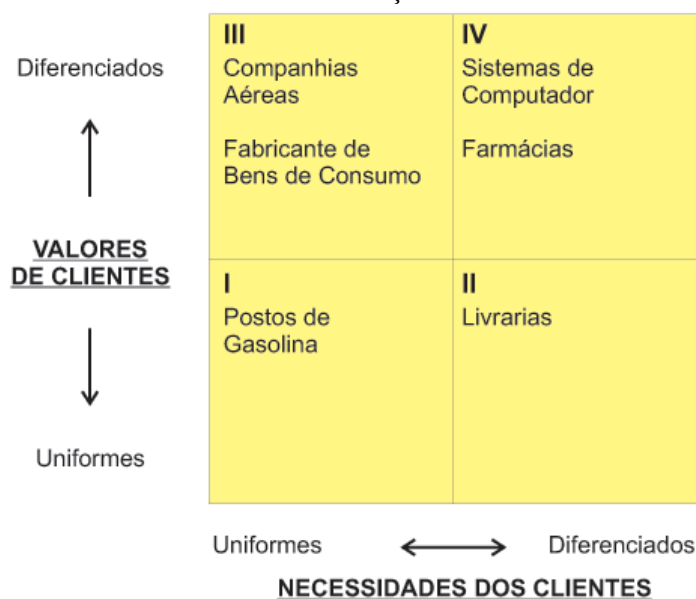 III
Companhias
Aéreas
Fabricante de
Bens de Consumo
IV
Sistemas de
Computador
Farmácias
Diferenciados
VALORES
DE CLIENTES
Uniformes
I
Postos de
Gasolina
II
Livrarias
Uniformes
Diferenciados
NECESSIDADES DOS CLIENTES